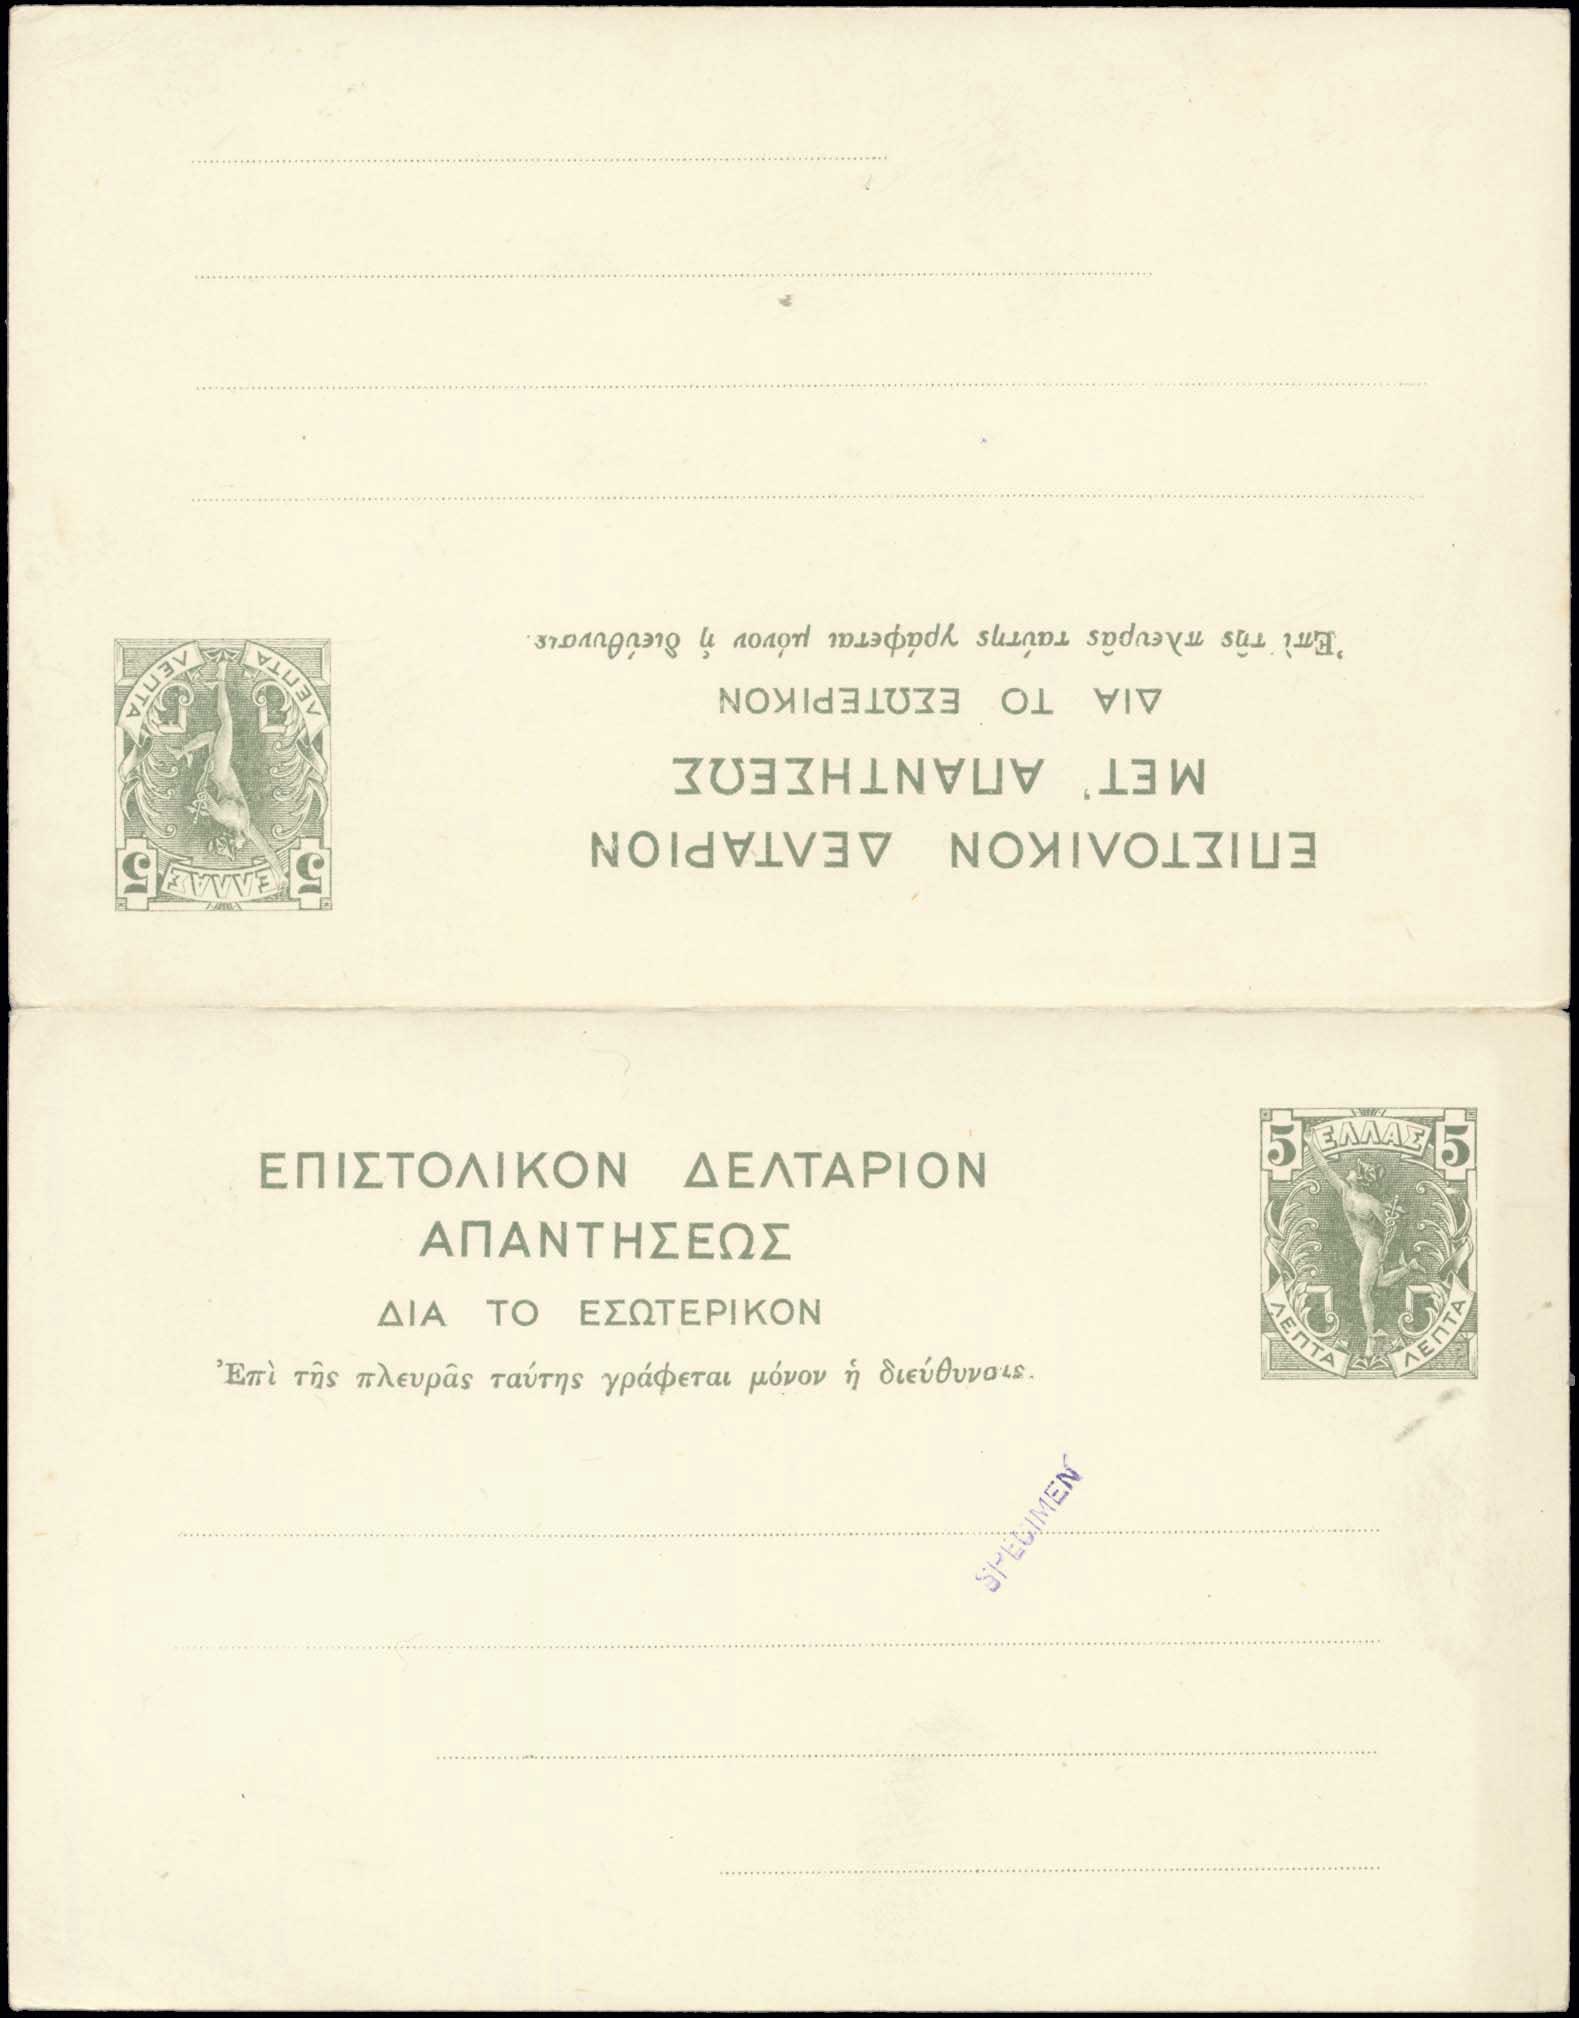 ΕΠΙΣΤΟΛΙΚΟΝ ΔΕΛΤΑΡΙΟΝ
ΜΕΤ' ΑΠΑΝΤΗΣΕΩΣ
ΔΙΑ ΤΟ ΕΣΩΤΕΡΙΚΟΝ
Ἐπὶ τῆς πλευρᾶς ταύτης γράφεται μόνον ἡ διεύθυνσις.
5 ΕΛΛΑΣ 5
ΛΕΠΤΑ ΛΕΠΤΑ
ΕΠΙΣΤΟΛΙΚΟΝ ΔΕΛΤΑΡΙΟΝ
ΑΠΑΝΤΗΣΕΩΣ
ΔΙΑ ΤΟ ΕΣΩΤΕΡΙΚΟΝ
Ἐπὶ τῆς πλευρᾶς ταύτης γράφεται μόνον ἡ διεύθυνσις.
5 ΕΛΛΑΣ 5
ΛΕΠΤΑ ΛΕΠΤΑ
SPECIMEN